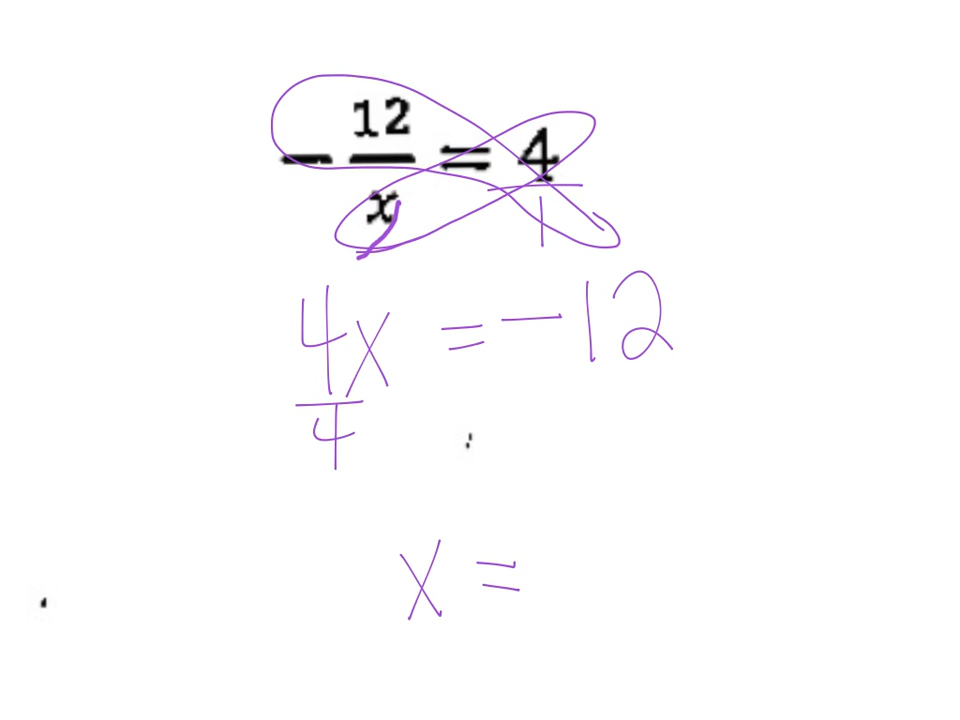 - 12/x = 4/1
4x = -12
4
x =